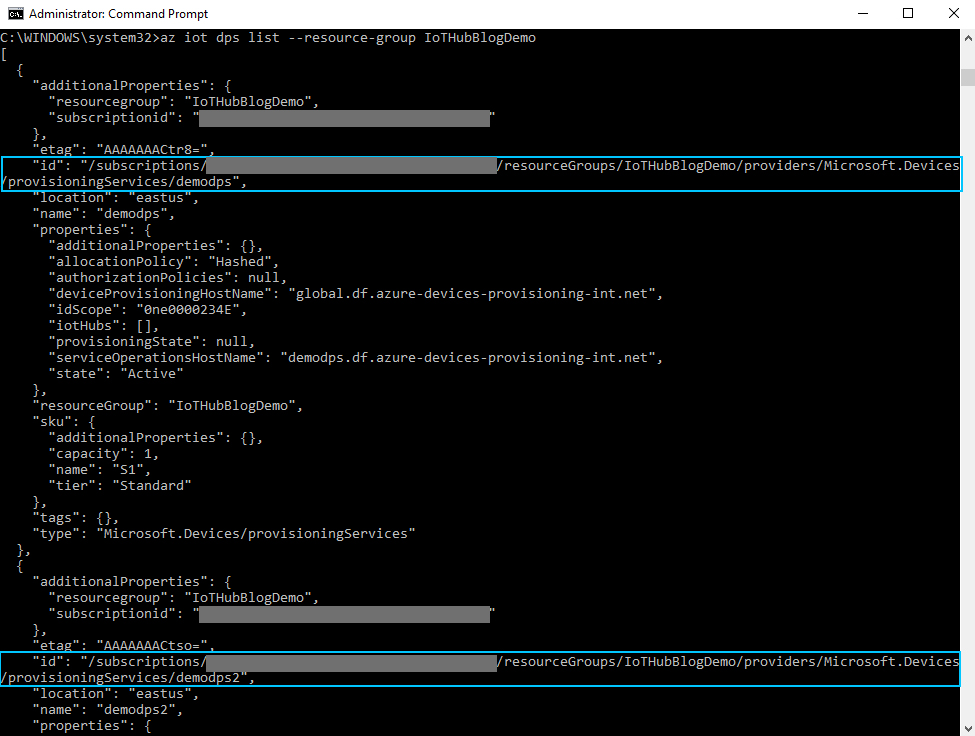 Administrator: Command Prompt
C:\WINDOWS\system32>az iot dps list --resource-group IoTHubBlogDemo
[
  {
    "additionalProperties": {
      "resourcegroup": "IoTHubBlogDemo",
      "subscriptionid": " "
    },
    "etag": "AAAAAAACtr8=",
    "id": "/subscriptions/ /resourceGroups/IoTHubBlogDemo/providers/Microsoft.Devices
/provisioningServices/demodps",
    "location": "eastus",
    "name": "demodps",
    "properties": {
      "additionalProperties": {},
      "allocationPolicy": "Hashed",
      "authorizationPolicies": null,
      "deviceProvisioningHostName": "global.df.azure-devices-provisioning-int.net",
      "idScope": "0ne0000234E",
      "iotHubs": [],
      "provisioningState": null,
      "serviceOperationsHostName": "demodps.df.azure-devices-provisioning-int.net",
      "state": "Active"
    },
    "resourceGroup": "IoTHubBlogDemo",
    "sku": {
      "additionalProperties": {},
      "capacity": 1,
      "name": "S1",
      "tier": "Standard"
    },
    "tags": {},
    "type": "Microsoft.Devices/provisioningServices"
  },
  {
    "additionalProperties": {
      "resourcegroup": "IoTHubBlogDemo",
      "subscriptionid": " "
    },
    "etag": "AAAAAAACtso=",
    "id": "/subscriptions/ /resourceGroups/IoTHubBlogDemo/providers/Microsoft.Devices
/provisioningServices/demodps2",
    "location": "eastus",
    "name": "demodps2",
    "properties": {